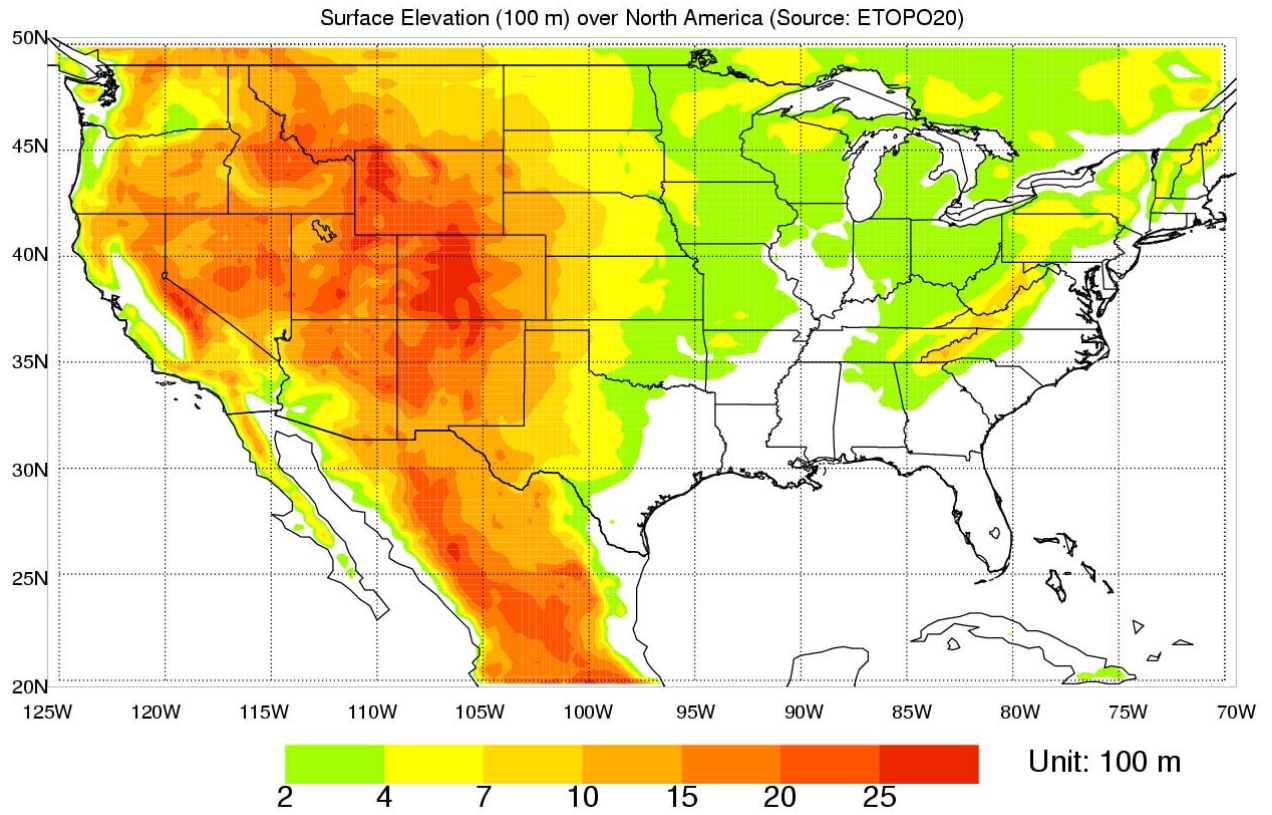 Surface Elevation (100 m) over North America (Source: ETOPO20)
50N
45N
40N
35N
30N
25N
20N
125W 120W 115W 110W 105W 100W 95W 90W 85W 80W 75W 70W
Unit: 100 m
2 4 7 10 15 20 25